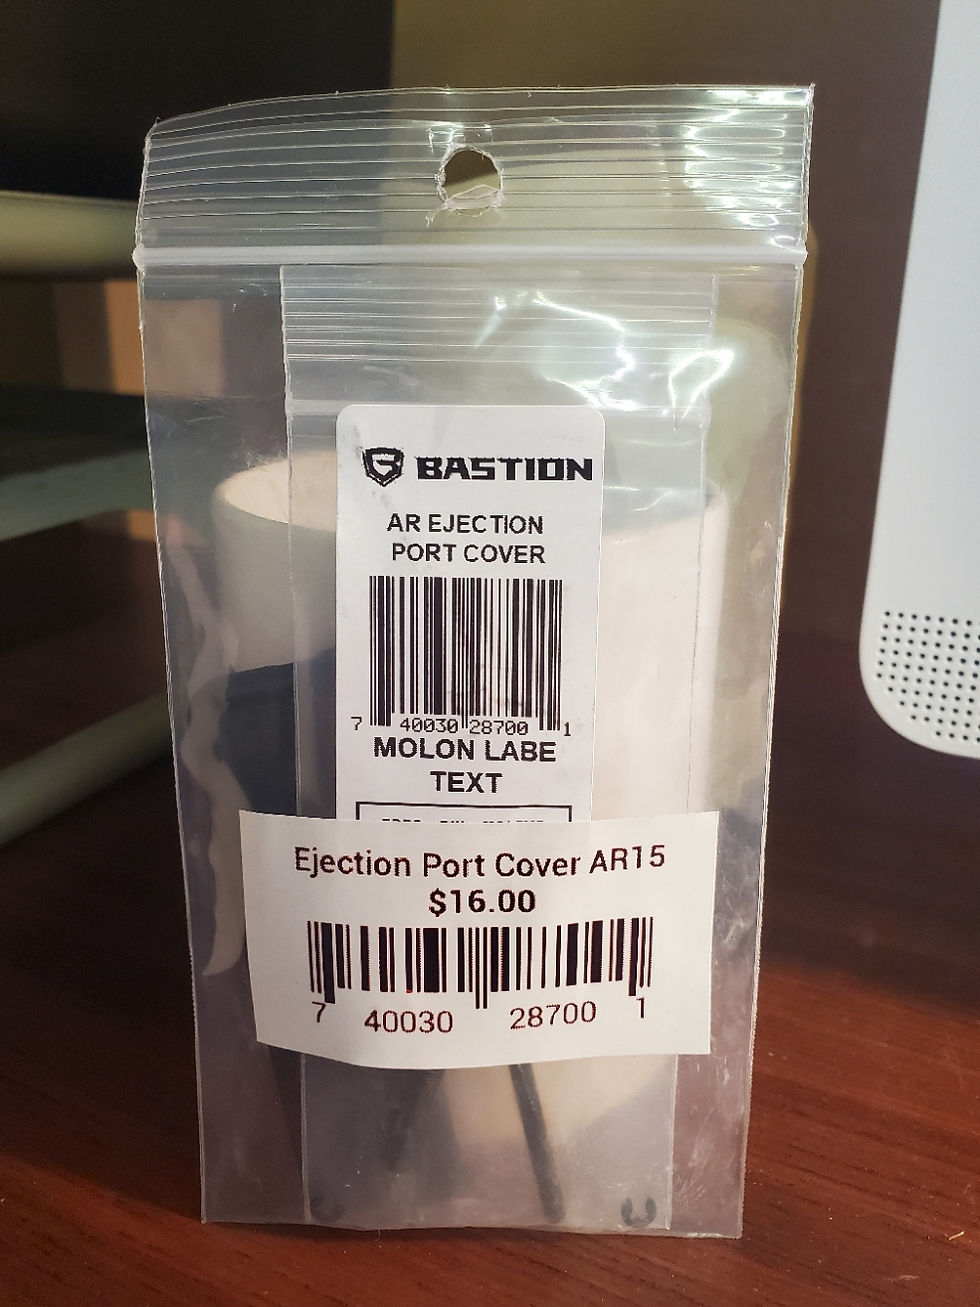 BASTION
AR EJECTION
PORT COVER
7 40030 28700 1
MOLON LABE
TEXT
Ejection Port Cover AR15
$16.00
7 40030 28700 1